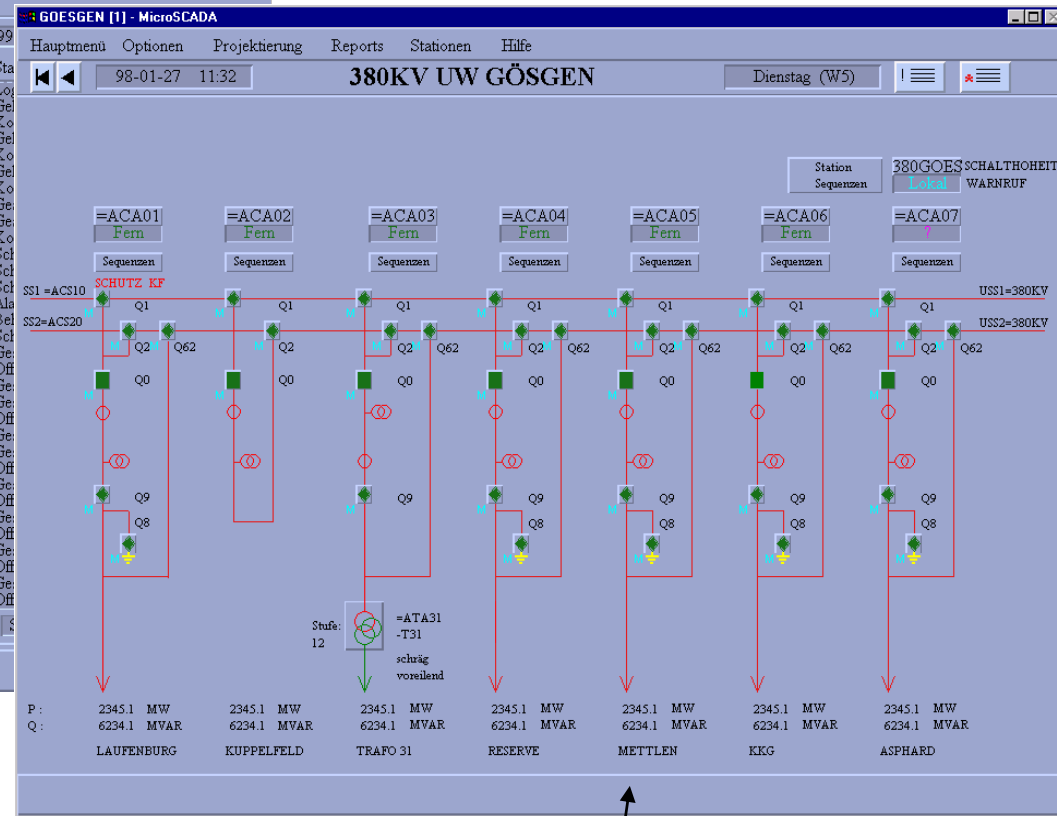 GOESGEN [1] - MicroSCADA
Hauptmenü Optionen Projektierung Reports Stationen Hilfe
98-01-27 11:32 380KV UW GÖSGEN Dienstag (W5) ! *
Station Sequenzen 380GOES SCHALTHOHEIT
Lokal WARNRUF
=ACA01 =ACA02 =ACA03 =ACA04 =ACA05 =ACA06 =ACA07
Fern Fern Fern Fern Fern Fern ?
Sequenzen Sequenzen Sequenzen Sequenzen Sequenzen Sequenzen Sequenzen
SCHUTZ KF
SS1 =ACS10 USS1=380KV
M Q1 M Q1 M Q1 M Q1 M Q1 M Q1 M Q1
SS2=ACS20 USS2=380KV
M Q2 M Q62 M Q2 M Q2 M Q62 M Q2 M Q62 M Q2 M Q62 M Q2 M Q62 M Q2 M Q62
M Q0 M Q0 M Q0 M Q0 M Q0 Q0 M Q0
M Q9 M Q9 M Q9 M Q9 M Q9 M Q9
M Q8 M Q8 M Q8 M Q8 M Q8
Stufe: =ATA31
12 -T31
schräg
voreilend
P : 2345.1 MW 2345.1 MW 2345.1 MW 2345.1 MW 2345.1 MW 2345.1 MW 2345.1 MW
Q : 6234.1 MVAR 6234.1 MVAR 6234.1 MVAR 6234.1 MVAR 6234.1 MVAR 6234.1 MVAR 6234.1 MVAR
LAUFENBURG KUPPELFELD TRAFO 31 RESERVE METTLEN KKG ASPHARD